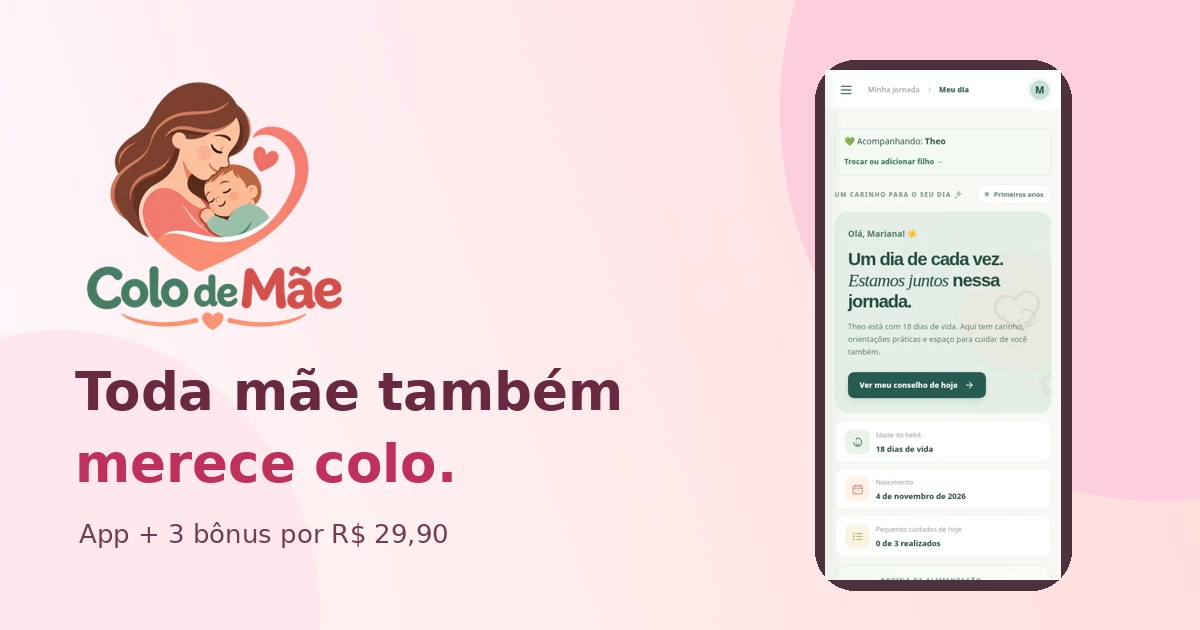 Colo de Mãe
Toda mãe também
merece colo.
App + 3 bônus por R$ 29,90
Minha jornada > Meu dia
M
💚 Acompanhando: Theo
Trocar ou adicionar filho →
UM CARINHO PARA O SEU DIA
Primeiros anos
Olá, Mariana! ☀️
Um dia de cada vez.
Estamos juntos nessa
jornada.
Theo está com 18 dias de vida. Aqui tem carinho,
orientações práticas e espaço para cuidar de você
também.
Ver meu conselho de hoje →
Idade do bebê
18 dias de vida
Nascimento
4 de novembro de 2026
Pequenos cuidados de hoje
0 de 3 realizados